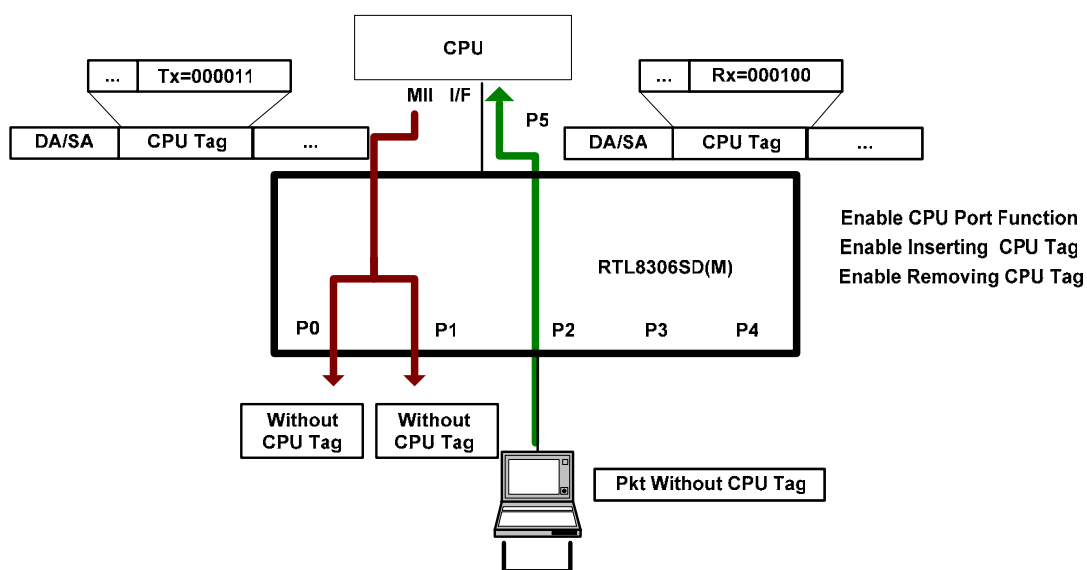 CPU
... Tx=000011
... Rx=000100
MII I/F
P5
DA/SA CPU Tag ...
DA/SA CPU Tag ...
Enable CPU Port Function
Enable Inserting CPU Tag
Enable Removing CPU Tag
RTL8306SD(M)
P0 P1 P2 P3 P4
Without
CPU Tag
Without
CPU Tag
Pkt Without CPU Tag